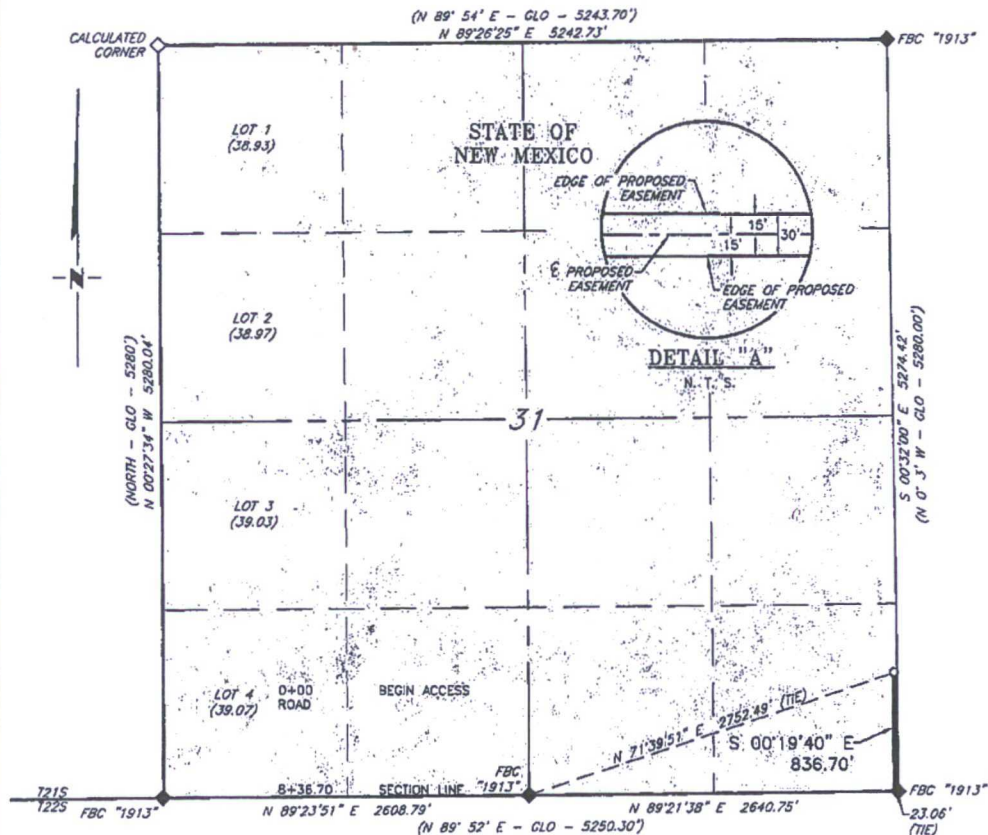 (N 89° 54' E - GLO - 5243.70')
N 89°26'25" E 5242.73'
CALCULATED
CORNER
FBC "1913"
LOT 1
(38.93)
STATE OF
NEW MEXICO
EDGE OF PROPOSED
EASEMENT
15'
15'
30'
℄ PROPOSED
EASEMENT
EDGE OF PROPOSED
EASEMENT
N
LOT 2
(38.97)
DETAIL "A"
N.T.S.
(NORTH - GLO - 5280')
N 00°27'34" W 5280.04'
31
S 00°32'00" E 5274.42'
(N 0° 3' W - GLO - 5280.00')
LOT 3
(39.03)
LOT 4
(39.07)
0+00
ROAD
BEGIN ACCESS
N 71°39'51" E 2752.49' (TIE)
S 00°19'40" E
836.70'
T21S
T22S
FBC "1913"
8+36.70
SECTION LINE
FBC
"1913"
FBC "1913"
N 89°23'51" E 2608.79'
N 89°21'38" E 2640.75'
23.06'
(TIE)
(N 89° 52' E - GLO - 5250.30')